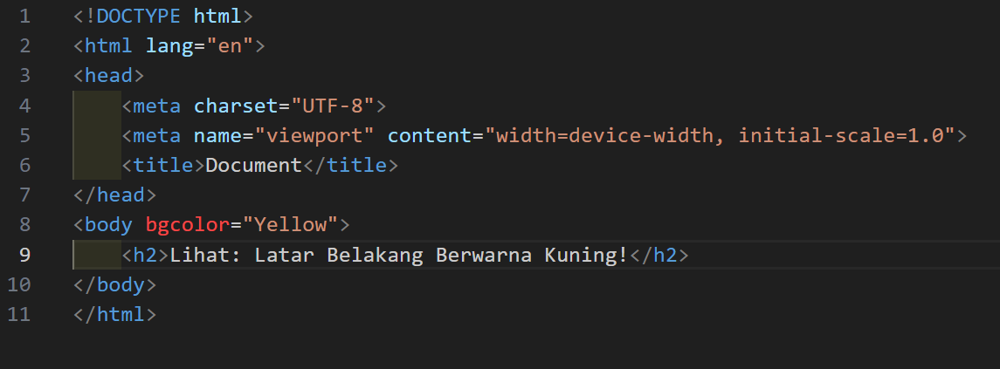 1 <!DOCTYPE html>
2 <html lang="en">
3 <head>
4     <meta charset="UTF-8">
5     <meta name="viewport" content="width=device-width, initial-scale=1.0">
6     <title>Document</title>
7 </head>
8 <body bgcolor="Yellow">
9     <h2>Lihat: Latar Belakang Berwarna Kuning!</h2>
10 </body>
11 </html>